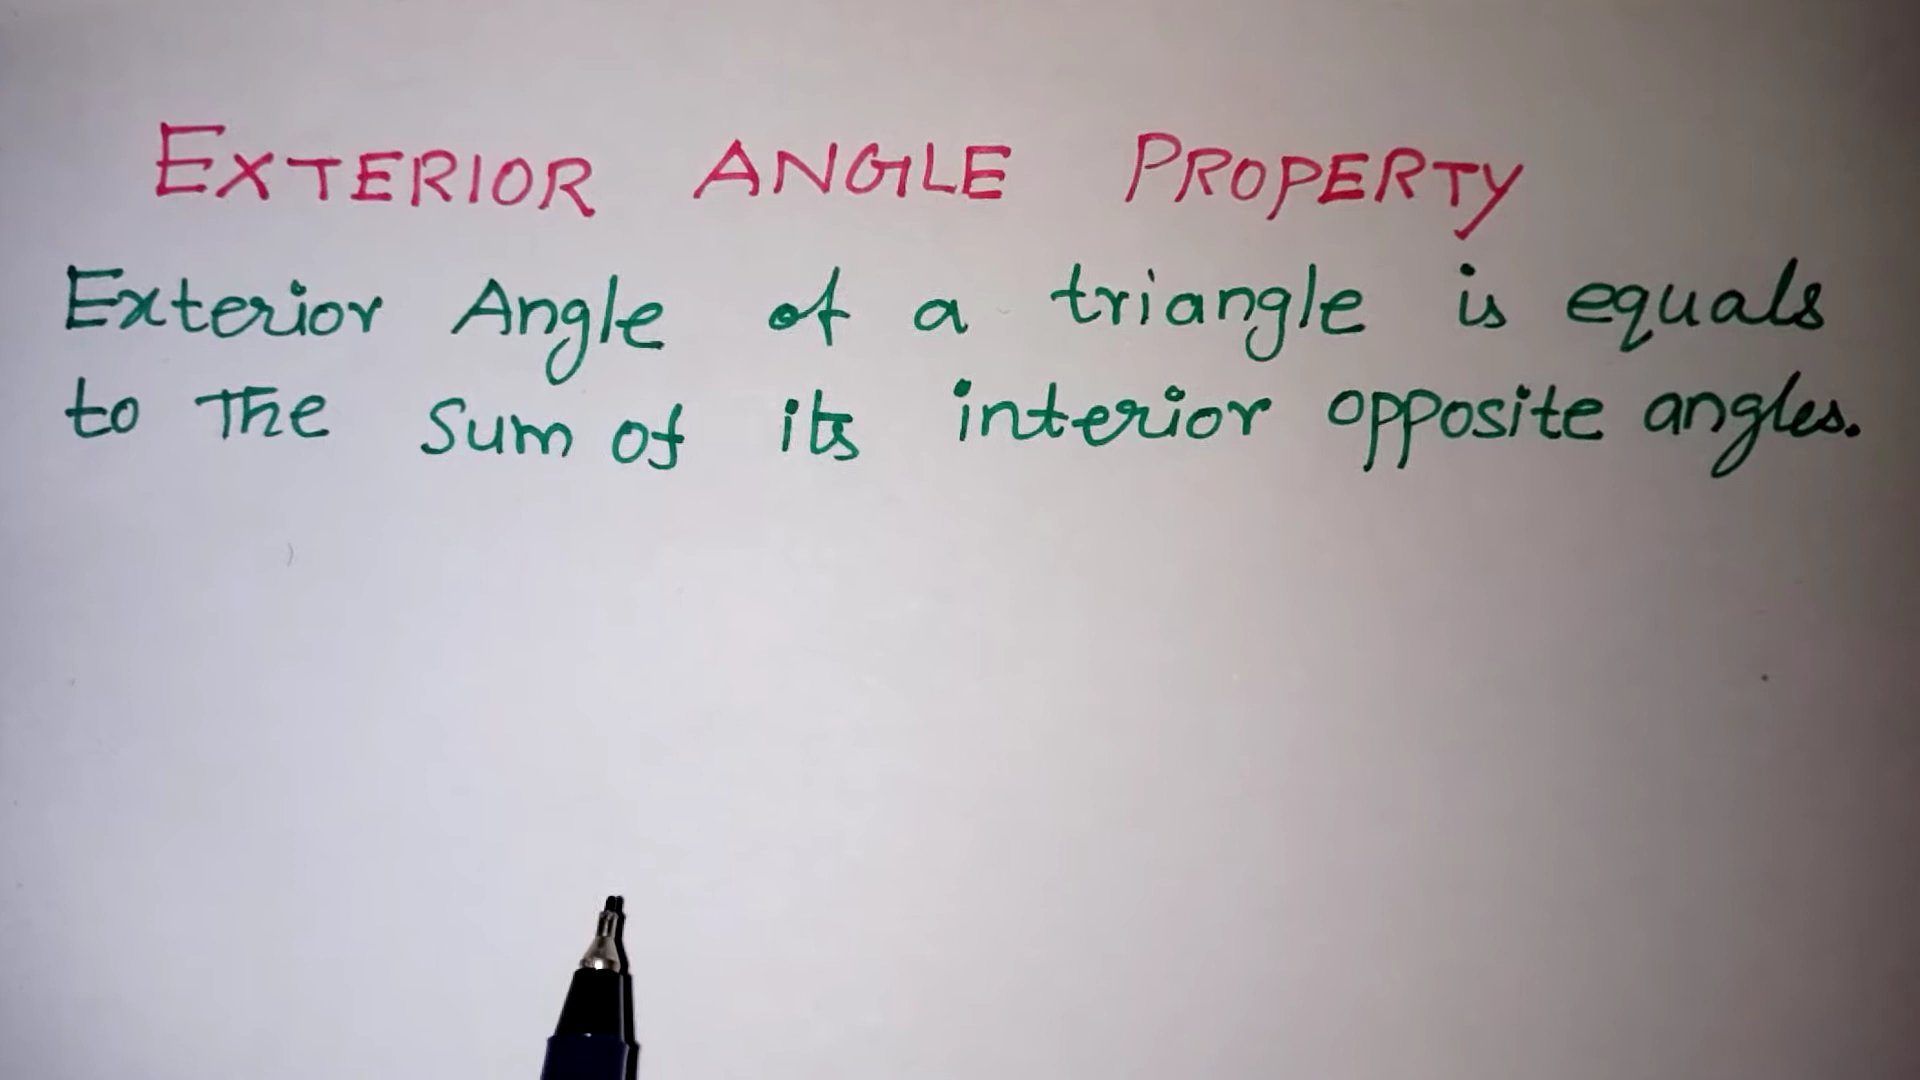 EXTERIOR ANGLE PROPERTY
Exterior Angle of a triangle is equals
to The Sum of its interior opposite angles.